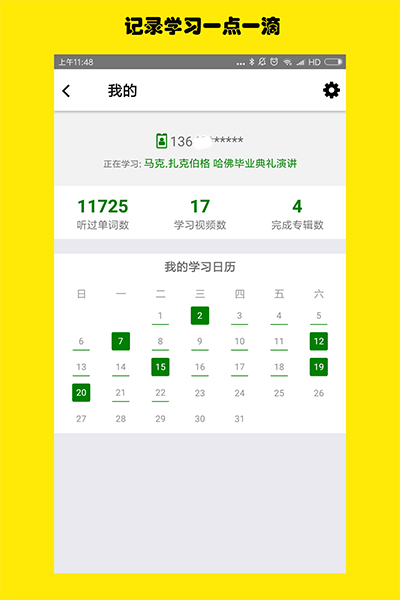 记录学习一点一滴
上午11:48
HD
我的
136
*****
正在学习: 马克.扎克伯格 哈佛毕业典礼演讲
11725 17 4
听过单词数 学习视频数 完成专辑数
我的学习日历
日 一 二 三 四 五 六
1 2 3 4 5
6 7 8 9 10 11 12
13 14 15 16 17 18 19
20 21 22 23 24 25 26
27 28 29 30 31